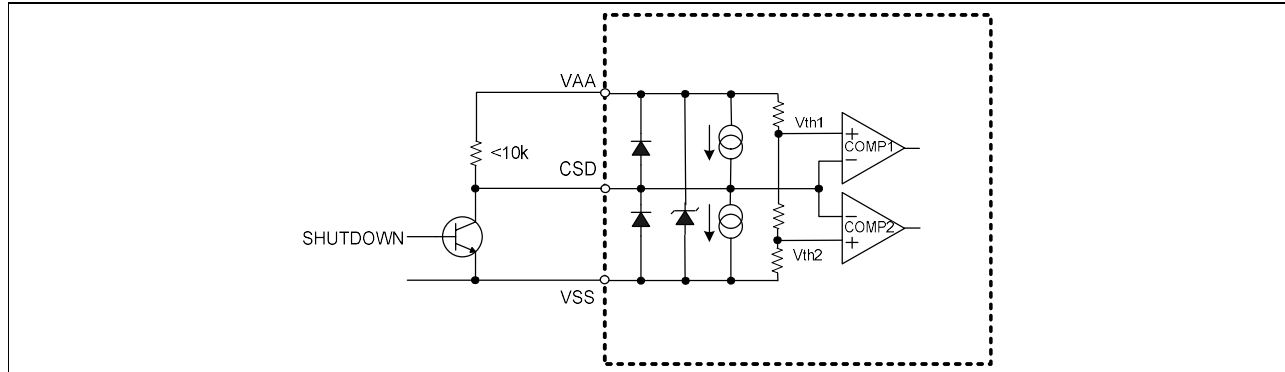 VAA
Vth1
+
COMP1
−
<10k
CSD
−
COMP2
+
SHUTDOWN
Vth2
VSS